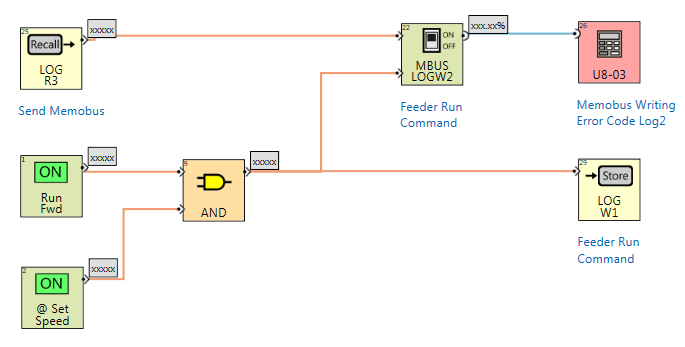 25
xxxxx
Recall
LOG
R3
Send Memobus
22
xxx.xx%
ON
OFF
MBUS
LOGW2
Feeder Run
Command
26
U8-03
Memobus Writing
Error Code Log2
1
xxxxx
ON
Run
Fwd
9
xxxxx
AND
29
Store
LOG
W1
Feeder Run
Command
2
xxxxx
ON
@ Set
Speed